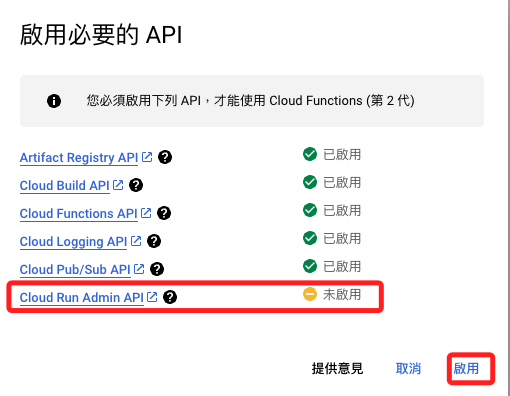 啟用必要的 API
您必須啟用下列 API，才能使用 Cloud Functions (第 2 代)
Artifact Registry API 已啟用
Cloud Build API 已啟用
Cloud Functions API 已啟用
Cloud Logging API 已啟用
Cloud Pub/Sub API 已啟用
Cloud Run Admin API 未啟用
提供意見 取消 啟用